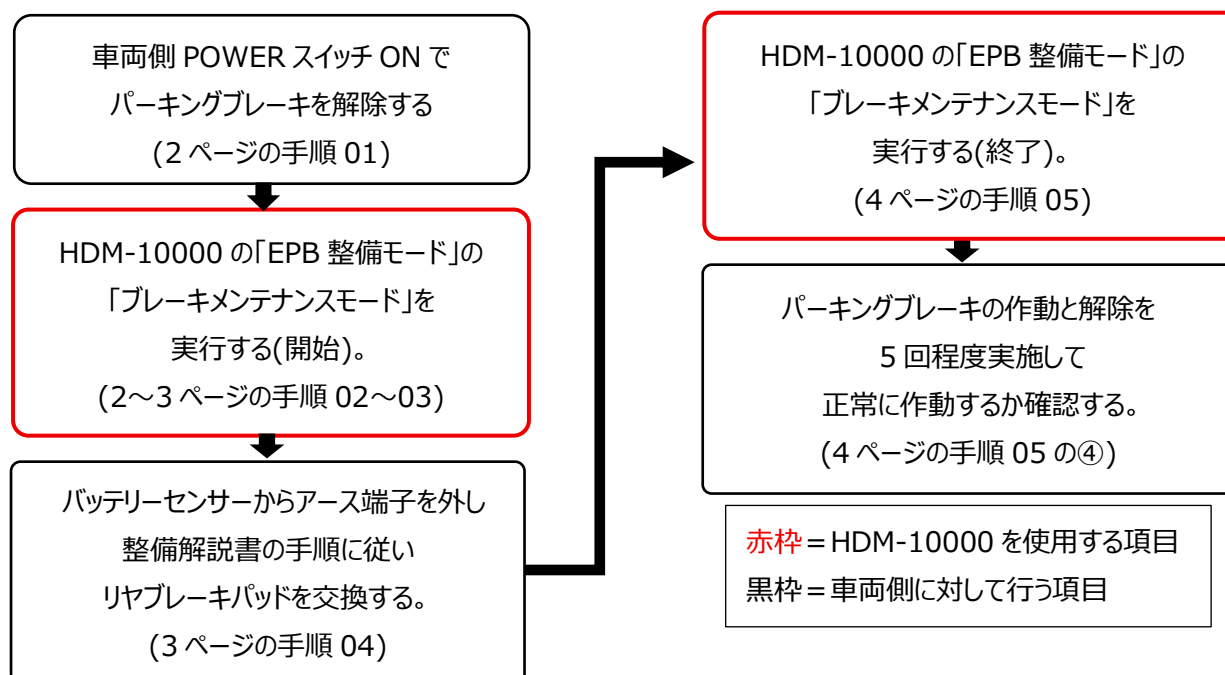 車両側 POWER スイッチ ON で
パーキングブレーキを解除する
(2 ページの手順 01)
HDM-10000 の「EPB 整備モード」の
「ブレーキメンテナンスモード」を
実行する(開始)。
(2～3 ページの手順 02～03)
バッテリーセンサーからアース端子を外し
整備解説書の手順に従い
リヤブレーキパッドを交換する。
(3 ページの手順 04)
HDM-10000 の「EPB 整備モード」の
「ブレーキメンテナンスモード」を
実行する(終了)。
(4 ページの手順 05)
パーキングブレーキの作動と解除を
5 回程度実施して
正常に作動するか確認する。
(4 ページの手順 05 の④)
赤枠＝HDM-10000 を使用する項目
黒枠＝車両側に対して行う項目